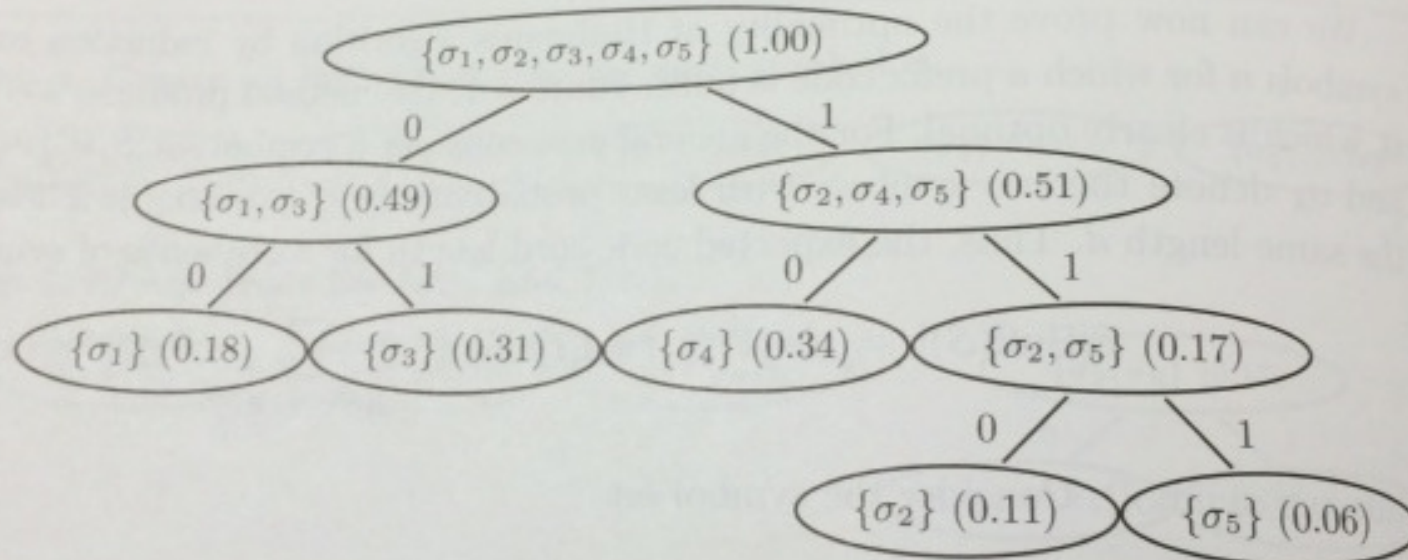 {σ₁, σ₂, σ₃, σ₄, σ₅} (1.00)
0 1
{σ₁, σ₃} (0.49) {σ₂, σ₄, σ₅} (0.51)
0 1 0 1
{σ₁} (0.18) {σ₃} (0.31) {σ₄} (0.34) {σ₂, σ₅} (0.17)
0 1
{σ₂} (0.11) {σ₅} (0.06)